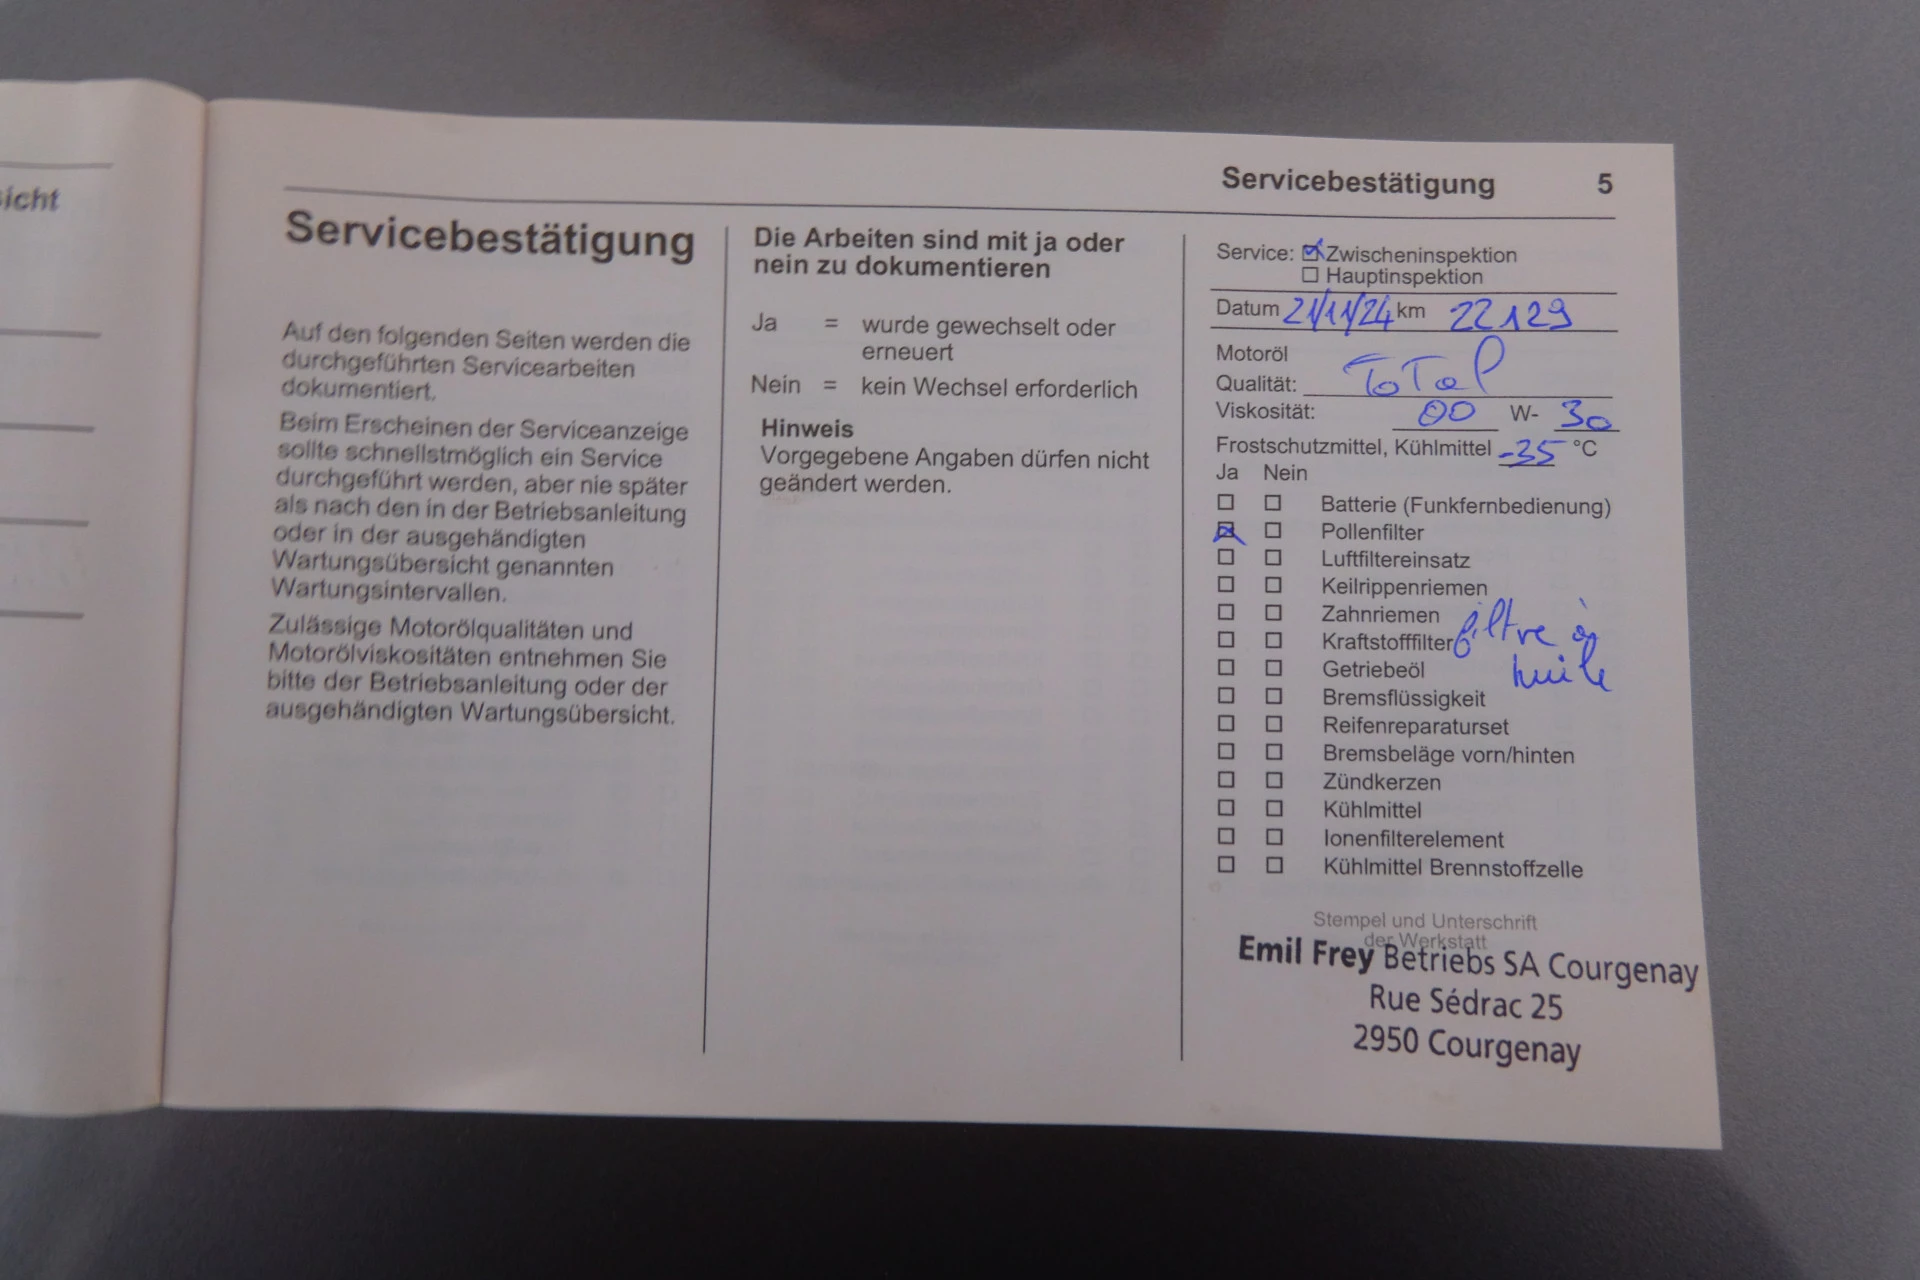 sicht
Servicebestätigung 5
Servicebestätigung
Auf den folgenden Seiten werden die
durchgeführten Servicearbeiten
dokumentiert.
Beim Erscheinen der Serviceanzeige
sollte schnellstmöglich ein Service
durchgeführt werden, aber nie später
als nach den in der Betriebsanleitung
oder in der ausgehändigten
Wartungsübersicht genannten
Wartungsintervallen.
Zulässige Motorölqualitäten und
Motorölviskositäten entnehmen Sie
bitte der Betriebsanleitung oder der
ausgehändigten Wartungsübersicht.
Die Arbeiten sind mit ja oder
nein zu dokumentieren
Ja = wurde gewechselt oder
erneuert
Nein = kein Wechsel erforderlich
Hinweis
Vorgegebene Angaben dürfen nicht
geändert werden.
Service: Zwischeninspektion
Hauptinspektion
Datum 21/11/24 km 22129
Motoröl
Qualität: ToTal
Viskosität: 00 W- 30
Frostschutzmittel, Kühlmittel -35 °C
Ja Nein
Batterie (Funkfernbedienung)
Pollenfilter
Luftfiltereinsatz
Keilrippenriemen
Zahnriemen
Kraftstofffilter filtre à
huile
Getriebeöl
Bremsflüssigkeit
Reifenreparaturset
Bremsbeläge vorn/hinten
Zündkerzen
Kühlmittel
Ionenfilterelement
Kühlmittel Brennstoffzelle
Stempel und Unterschrift
der Werkstatt
Emil Frey Betriebs SA Courgenay
Rue Sédrac 25
2950 Courgenay